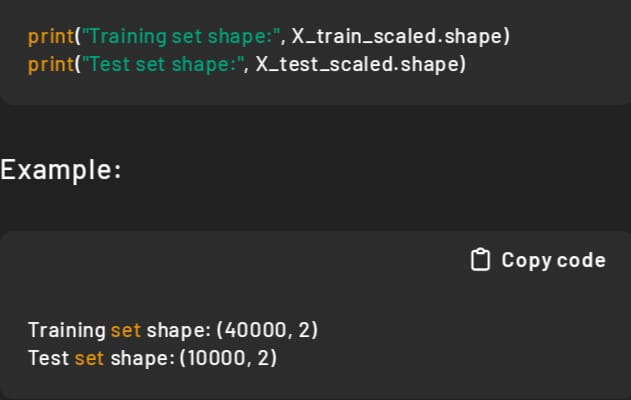 print("Training set shape:", X_train_scaled.shape)
print("Test set shape:", X_test_scaled.shape)
Example:
Copy code
Training set shape: (40000, 2)
Test set shape: (10000, 2)